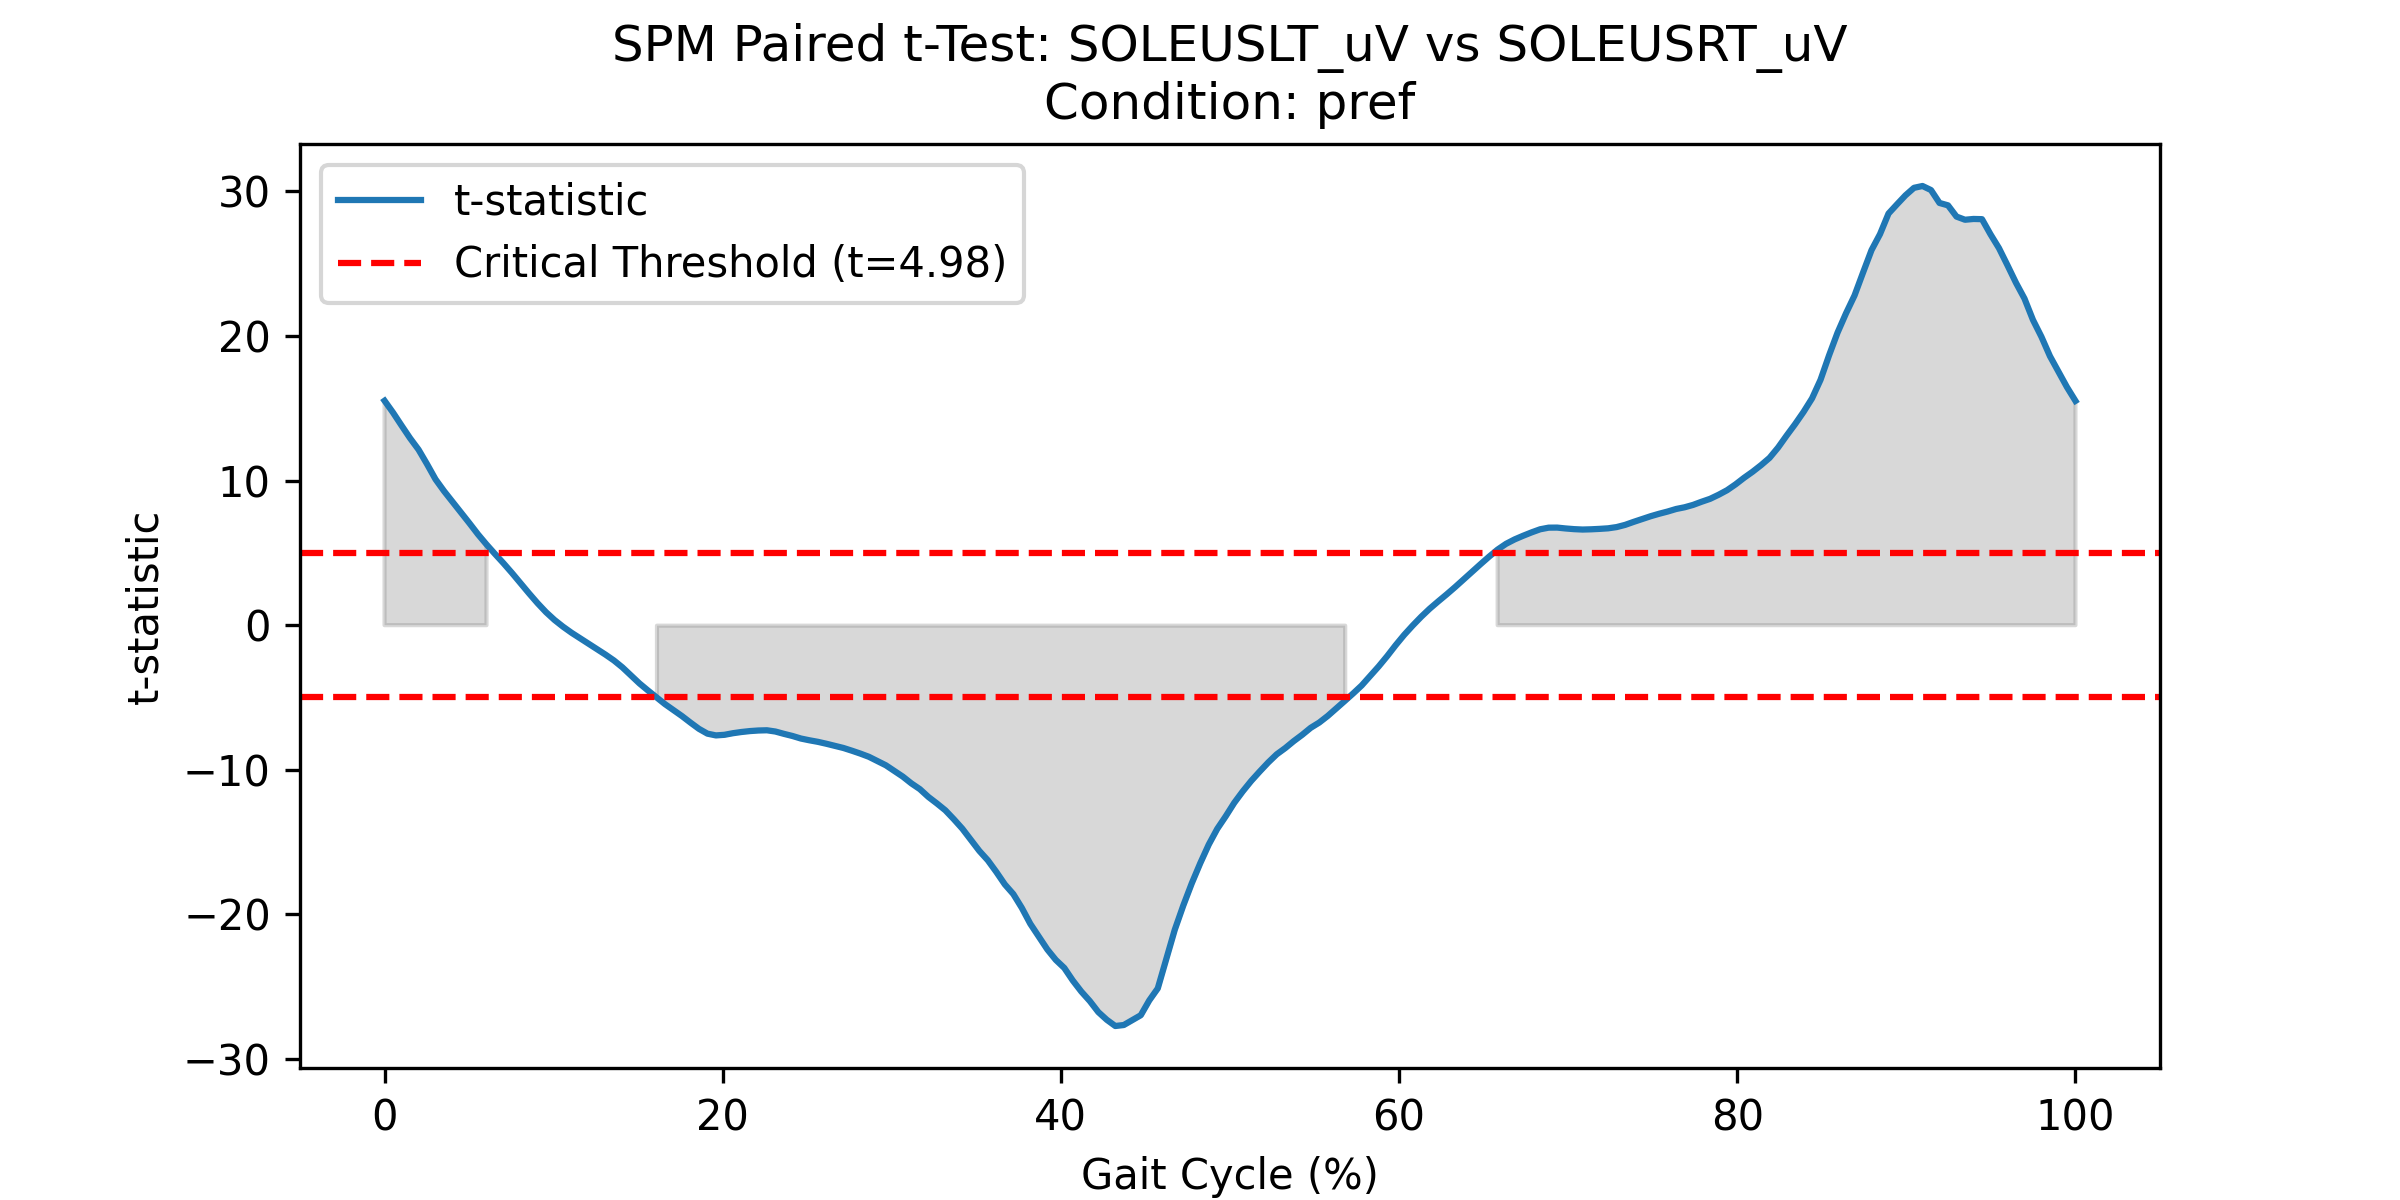 SPM Paired t-Test: SOLEUSLT_uV vs SOLEUSRT_uV
Condition: pref
t-statistic
Critical Threshold (t=4.98)
30
20
10
0
−10
−20
−30
t-statistic
0
20
40
60
80
100
Gait Cycle (%)